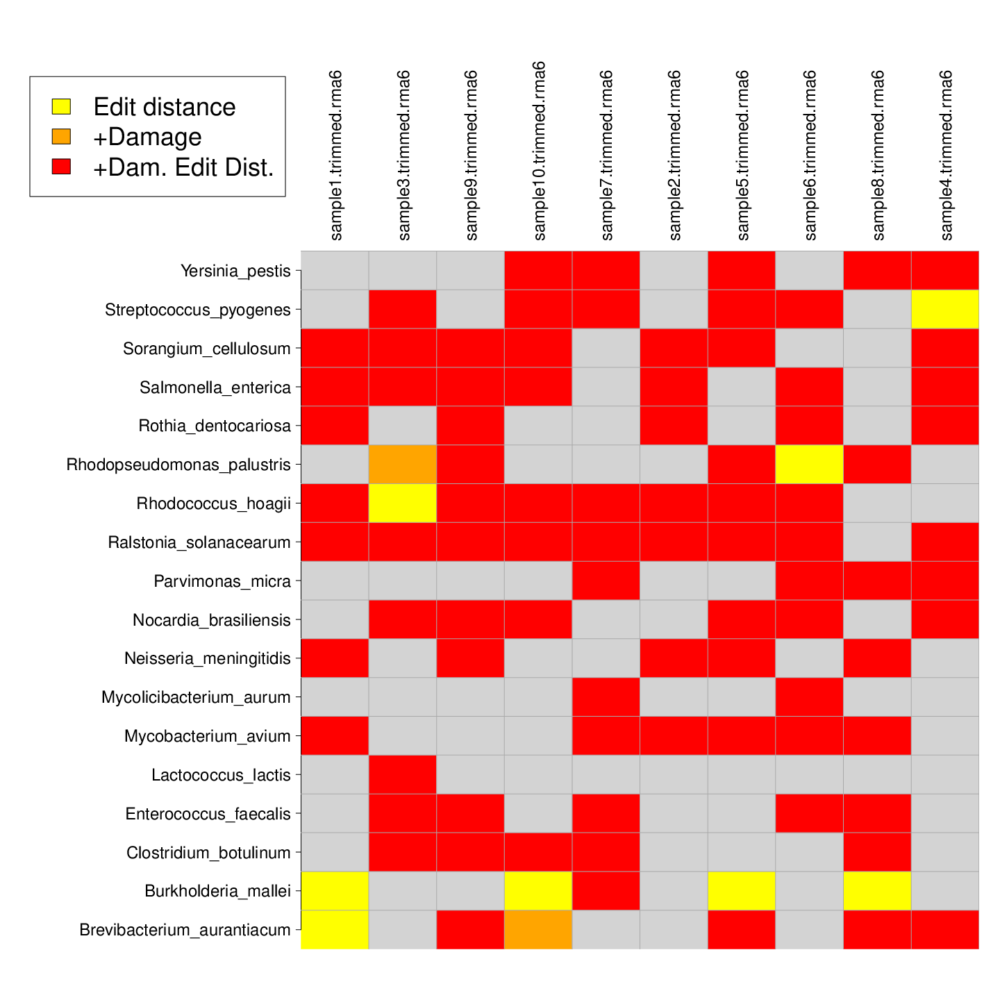 Edit distance
+Damage
+Dam. Edit Dist.
sample1.trimmed.rma6
sample3.trimmed.rma6
sample9.trimmed.rma6
sample10.trimmed.rma6
sample7.trimmed.rma6
sample2.trimmed.rma6
sample5.trimmed.rma6
sample6.trimmed.rma6
sample8.trimmed.rma6
sample4.trimmed.rma6
Yersinia_pestis
Streptococcus_pyogenes
Sorangium_cellulosum
Salmonella_enterica
Rothia_dentocariosa
Rhodopseudomonas_palustris
Rhodococcus_hoagii
Ralstonia_solanacearum
Parvimonas_micra
Nocardia_brasiliensis
Neisseria_meningitidis
Mycolicibacterium_aurum
Mycobacterium_avium
Lactococcus_lactis
Enterococcus_faecalis
Clostridium_botulinum
Burkholderia_mallei
Brevibacterium_aurantiacum